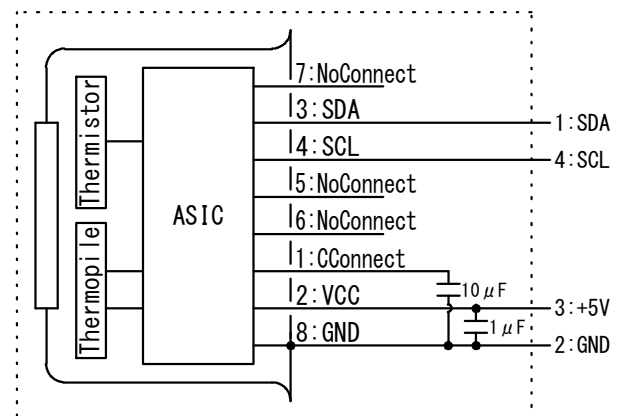 Thermistor
Thermopile
ASIC
7:NoConnect
3:SDA
4:SCL
5:NoConnect
6:NoConnect
1:CConnect
2:VCC
8:GND
10μF
1μF
1:SDA
4:SCL
3:+5V
2:GND